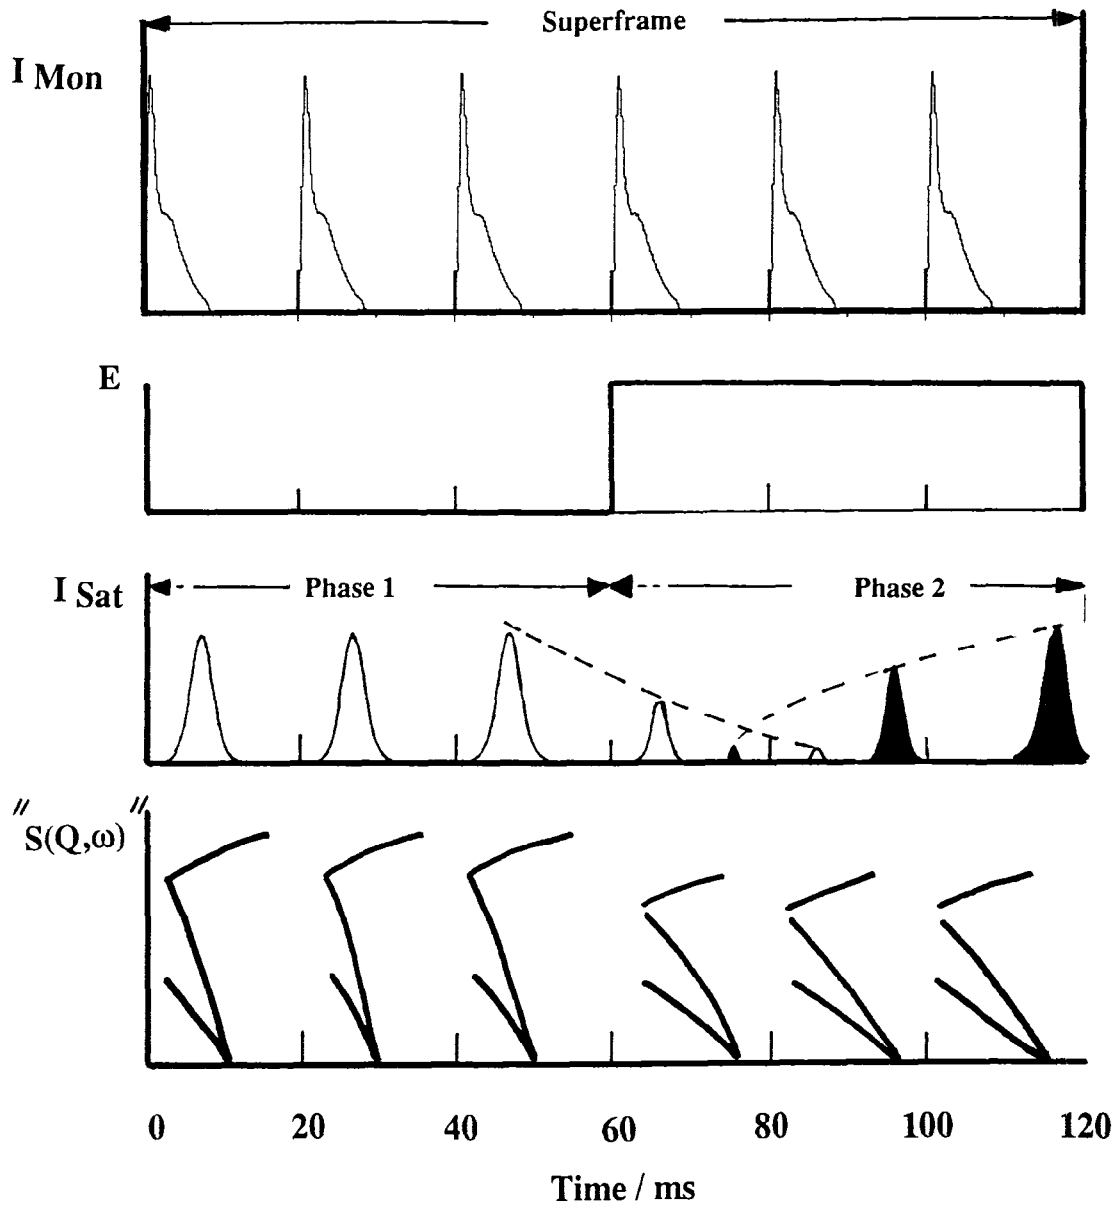 Superframe
I Mon
E
I Sat
Phase 1
Phase 2
"S(Q,ω)"
0 20 40 60 80 100 120
Time / ms